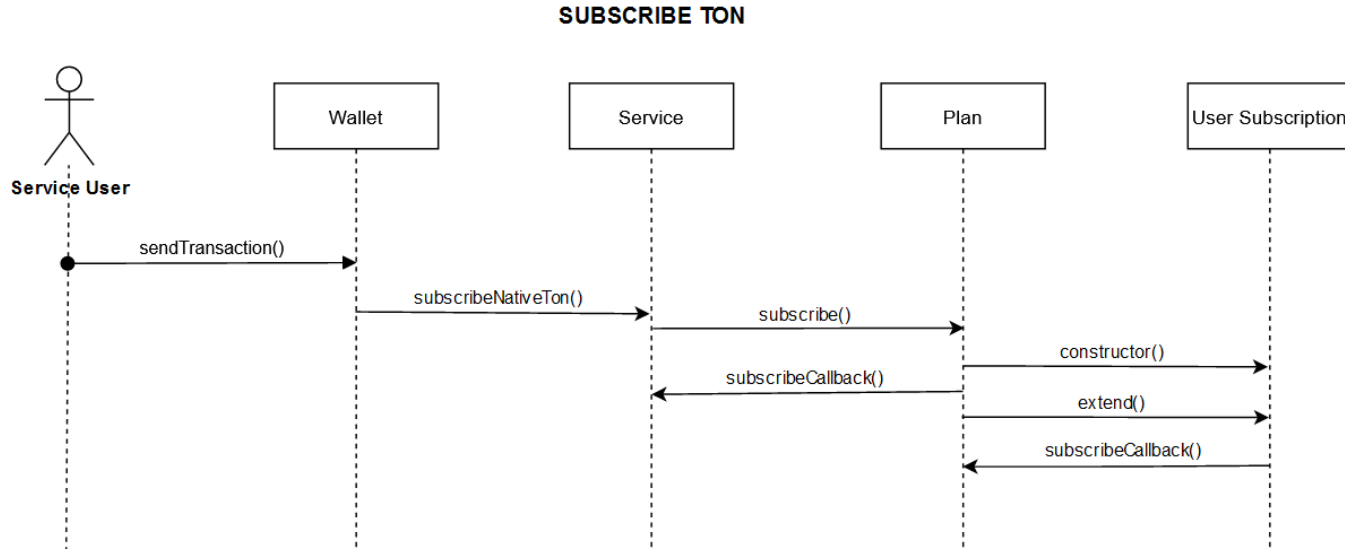 SUBSCRIBE TON
Wallet
Service
Plan
User Subscription
Service User
sendTransaction()
subscribeNativeTon()
subscribe()
constructor()
subscribeCallback()
extend()
subscribeCallback()